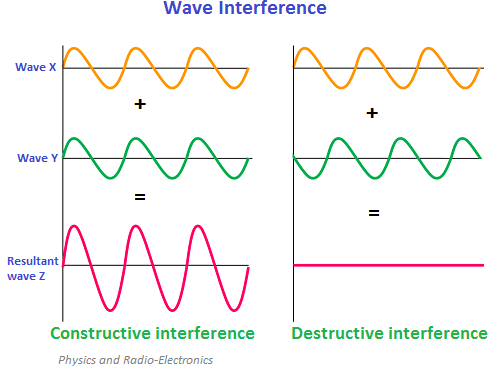 Wave Interference
Wave X
+
+
Wave Y
=
=
Resultant
wave Z
Constructive interference
Destructive interference
Physics and Radio-Electronics